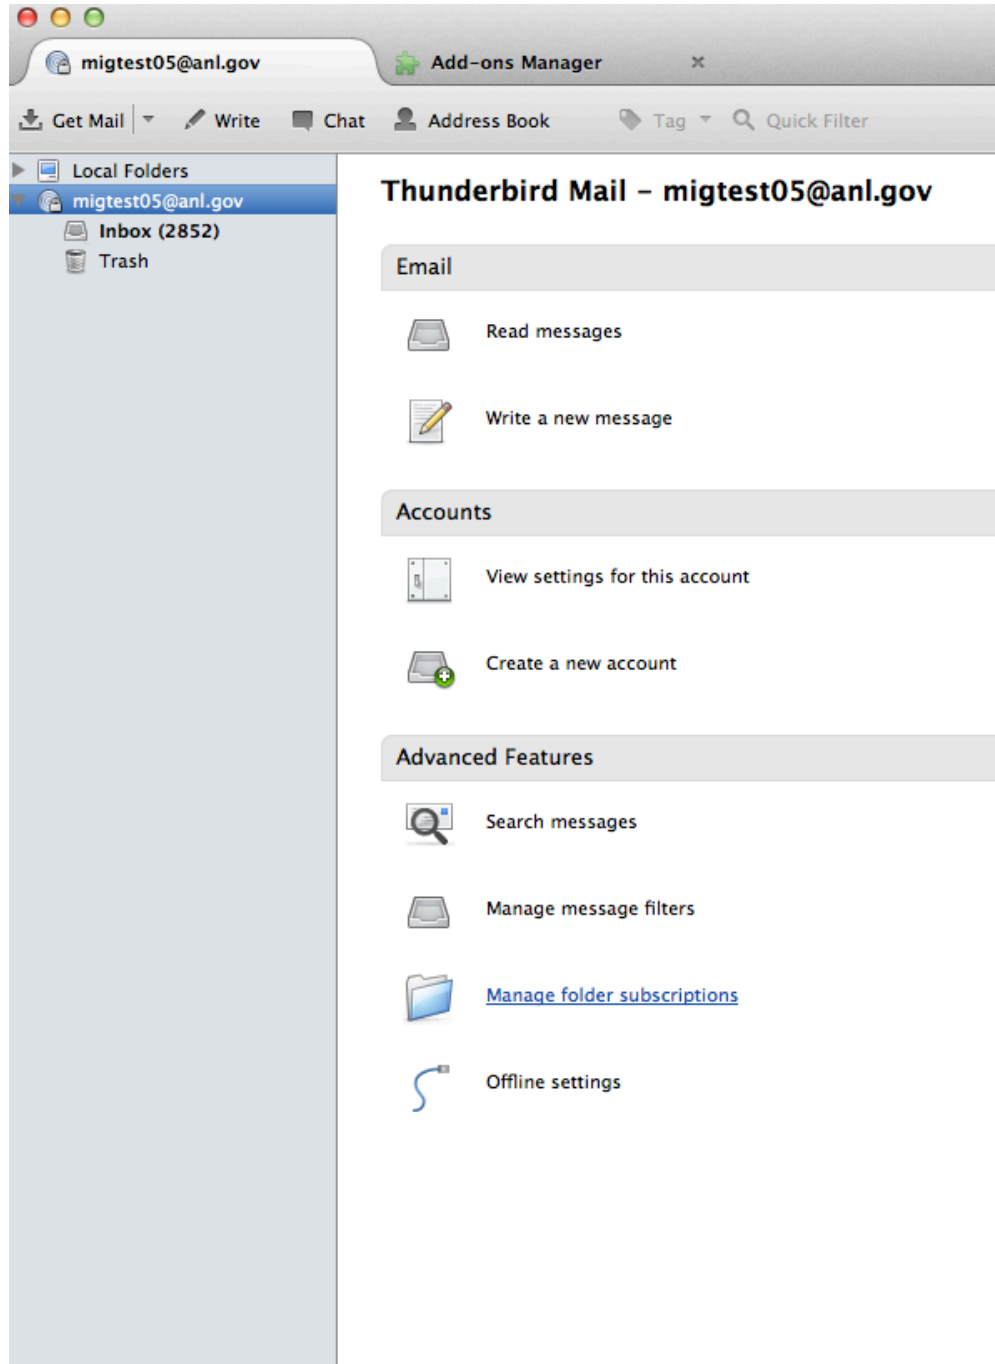 migtest05@anl.gov Add-ons Manager
Get Mail Write Chat Address Book Tag Quick Filter
Local Folders
migtest05@anl.gov
Inbox (2852)
Trash
Thunderbird Mail – migtest05@anl.gov
Email
Read messages
Write a new message
Accounts
View settings for this account
Create a new account
Advanced Features
Search messages
Manage message filters
Manage folder subscriptions
Offline settings